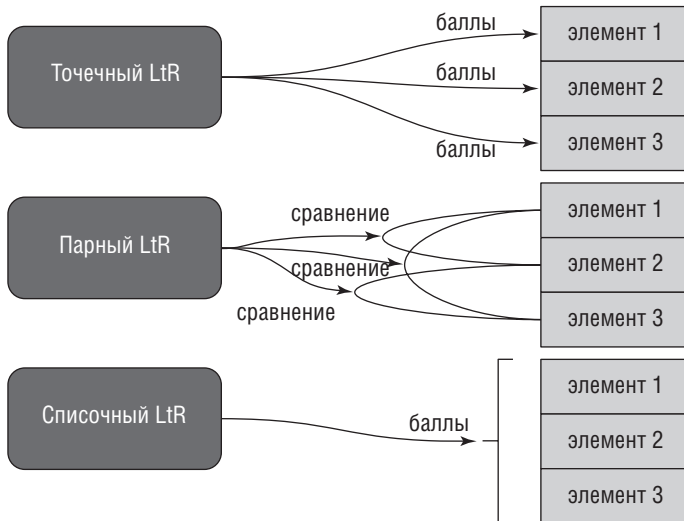 Точечный LtR
баллы
баллы
баллы
элемент 1
элемент 2
элемент 3
Парный LtR
сравнение
сравнение
сравнение
элемент 1
элемент 2
элемент 3
Списочный LtR
баллы
элемент 1
элемент 2
элемент 3